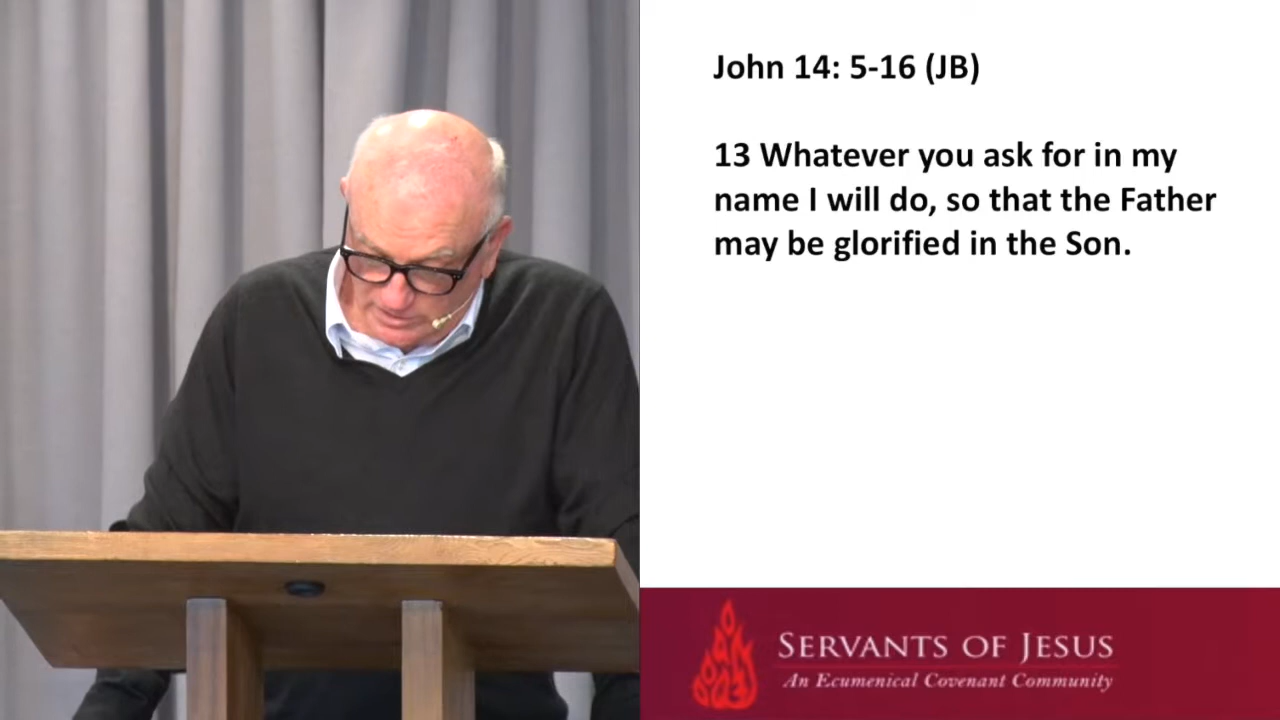 John 14: 5-16 (JB)
13 Whatever you ask for in my
name I will do, so that the Father
may be glorified in the Son.
SERVANTS OF JESUS
An Ecumenical Covenant Community